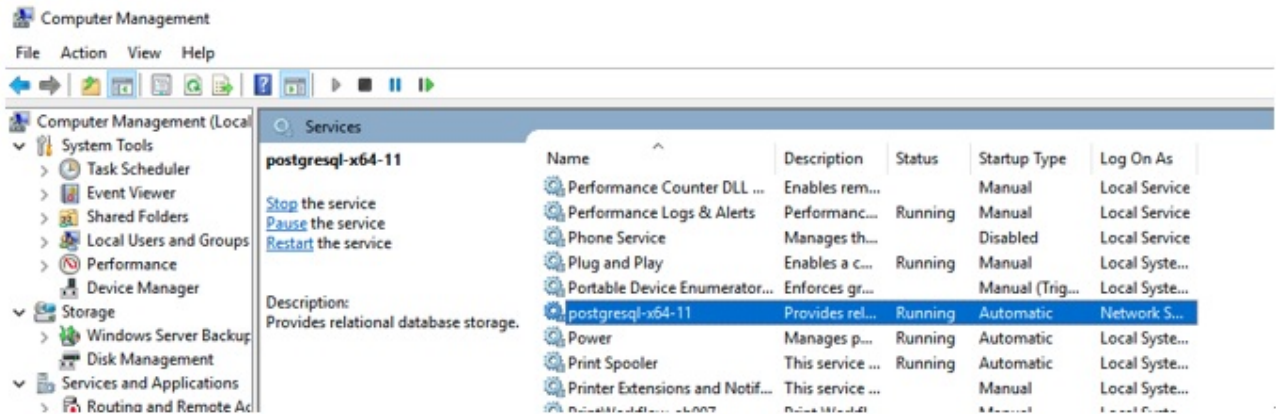 Computer Management
File Action View Help
Computer Management (Local
System Tools
Task Scheduler
Event Viewer
Shared Folders
Local Users and Groups
Performance
Device Manager
Storage
Windows Server Backup
Disk Management
Services and Applications
Routing and Remote Ac
Services
postgresql-x64-11
Stop the service
Pause the service
Restart the service
Description:
Provides relational database storage.
Name Description Status Startup Type Log On As
Performance Counter DLL ... Enables rem... Manual Local Service
Performance Logs & Alerts Performanc... Running Manual Local Service
Phone Service Manages th... Disabled Local Service
Plug and Play Enables a c... Running Manual Local Syste...
Portable Device Enumerator... Enforces gr... Manual (Trig... Local Syste...
postgresql-x64-11 Provides rel... Running Automatic Network S...
Power Manages p... Running Automatic Local Syste...
Print Spooler This service ... Running Automatic Local Syste...
Printer Extensions and Notif... This service ... Manual Local Syste...